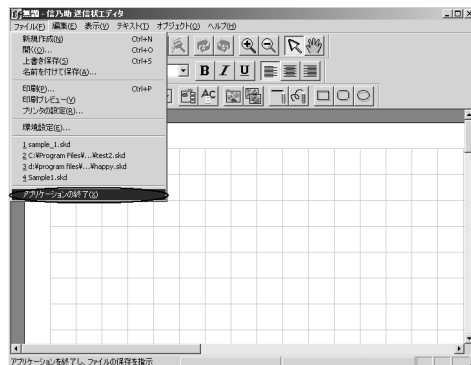 無題 - 信乃助 送信状エディタ
ファイル(F) 編集(E) 表示(V) テキスト(T) オブジェクト(O) ヘルプ(H)
新規作成(N) Ctrl+N
開く(O)... Ctrl+O
上書き保存(S) Ctrl+S
名前を付けて保存(A)...
印刷(P)... Ctrl+P
印刷プレビュー(V)
プリンタの設定(R)...
環境設定(E)...
1 sample_1.skd
2 C:¥Program Files¥...¥test2.skd
3 d:¥program files¥...¥happy.skd
4 Sample1.skd
アプリケーションの終了(X)
B I U
ABC
アプリケーションを終了し、ファイルの保存を指示